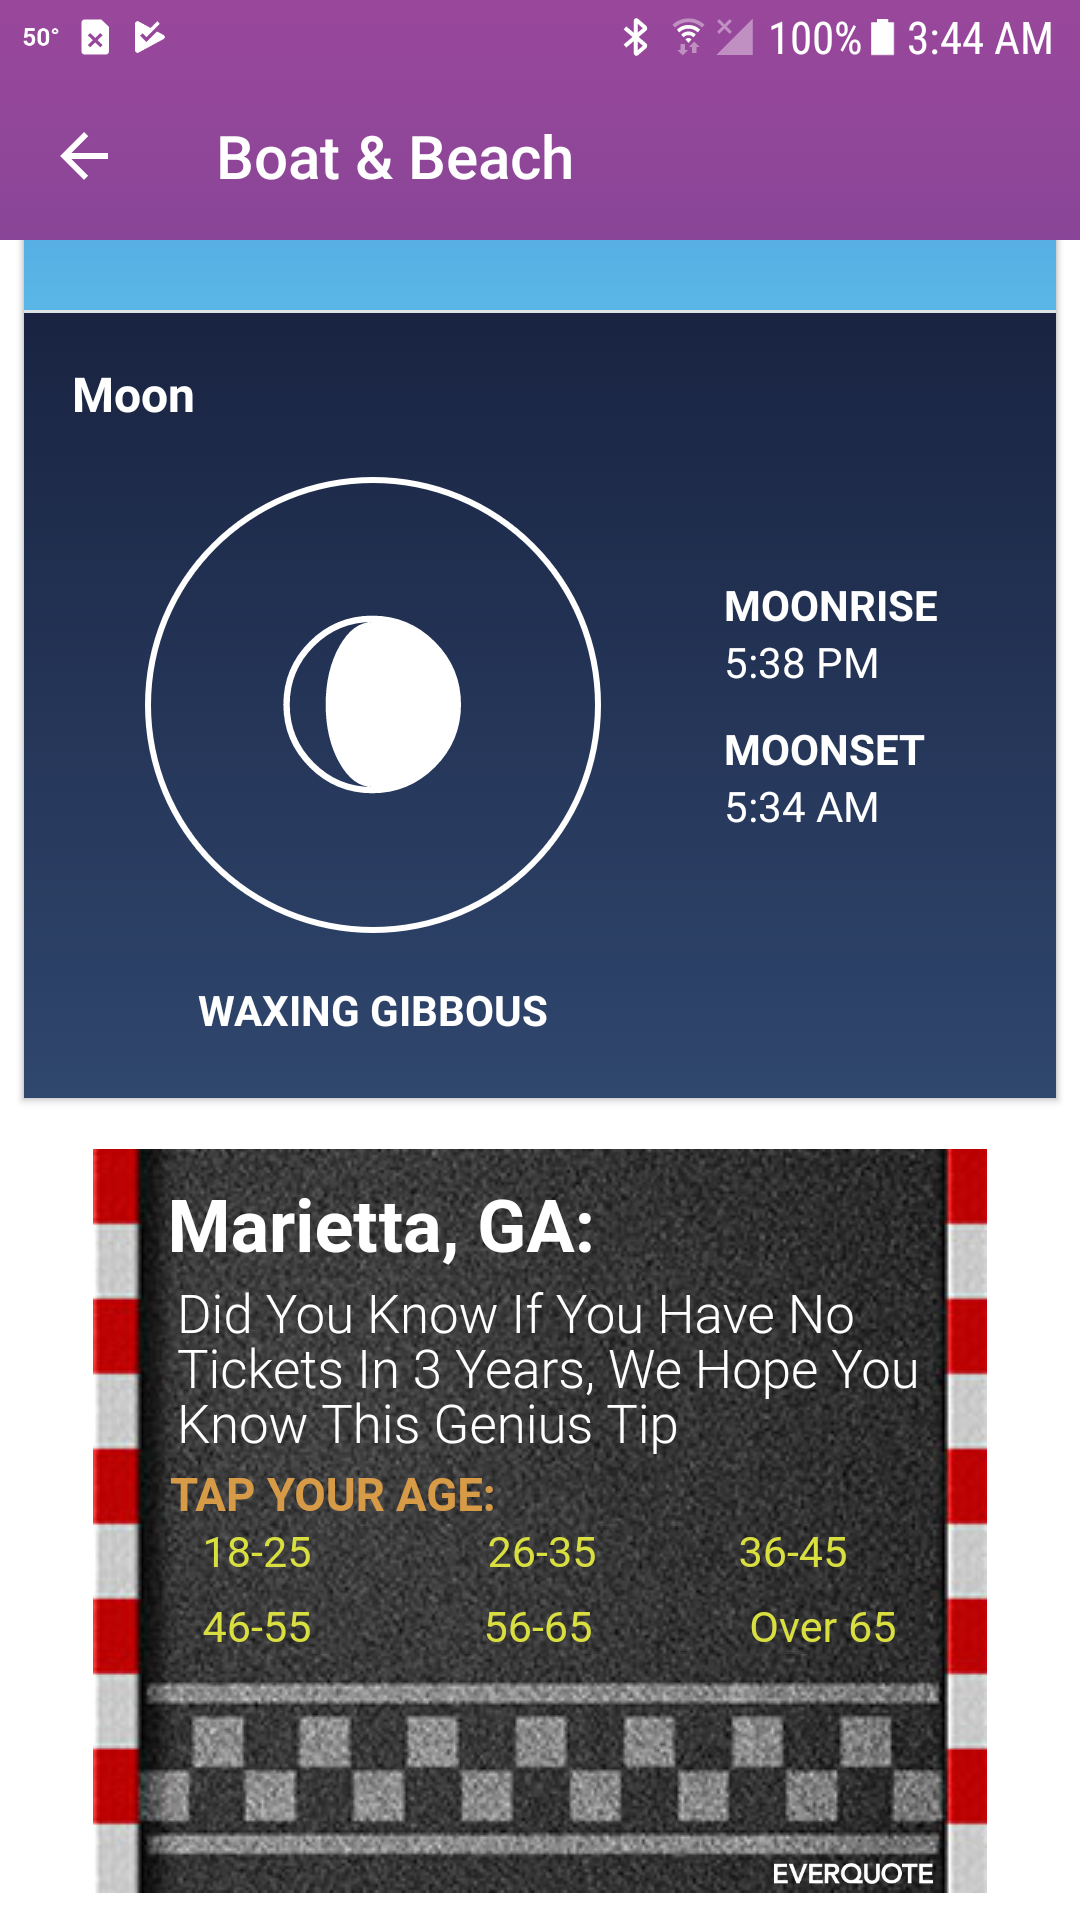 50°
100% 3:44 AM
Boat & Beach
Moon
MOONRISE
5:38 PM
MOONSET
5:34 AM
WAXING GIBBOUS
Marietta, GA:
Did You Know If You Have No
Tickets In 3 Years, We Hope You
Know This Genius Tip
TAP YOUR AGE:
18-25 26-35 36-45
46-55 56-65 Over 65
EVERQUOTE